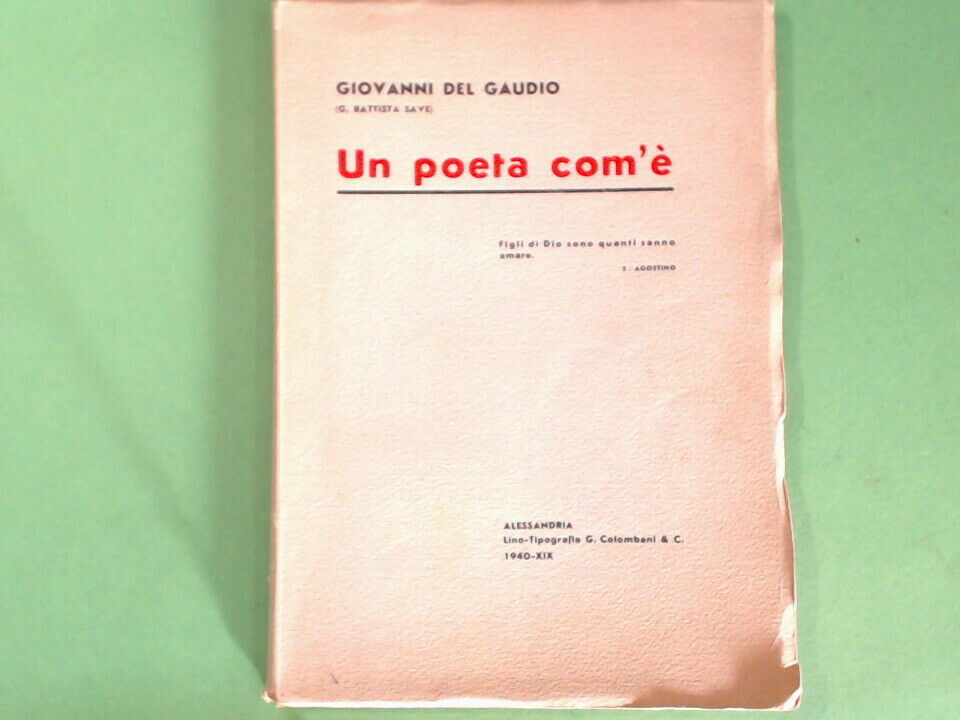 GIOVANNI DEL GAUDIO
(G. BATTISTA SAVE)
Un poeta com'è
Figli di Dio sono quanti sanno
amare.
S. AGOSTINO
ALESSANDRIA
Lino-Tipografia G. Colombani & C.
1940-XIX